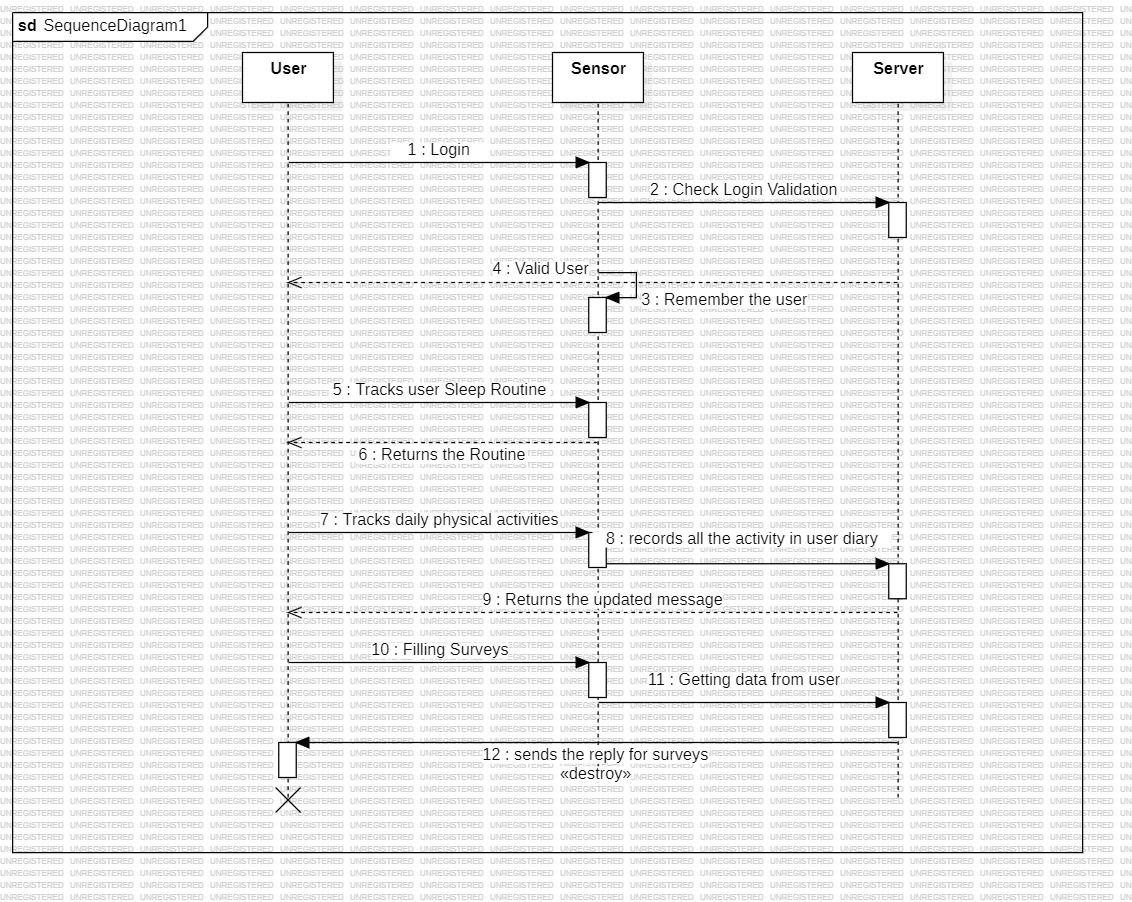 sd SequenceDiagram1
User
Sensor
Server
1 : Login
2 : Check Login Validation
4 : Valid User
3 : Remember the user
5 : Tracks user Sleep Routine
6 : Returns the Routine
7 : Tracks daily physical activities
8 : records all the activity in user diary
9 : Returns the updated message
10 : Filling Surveys
11 : Getting data from user
12 : sends the reply for surveys
«destroy»
UNREGISTERED